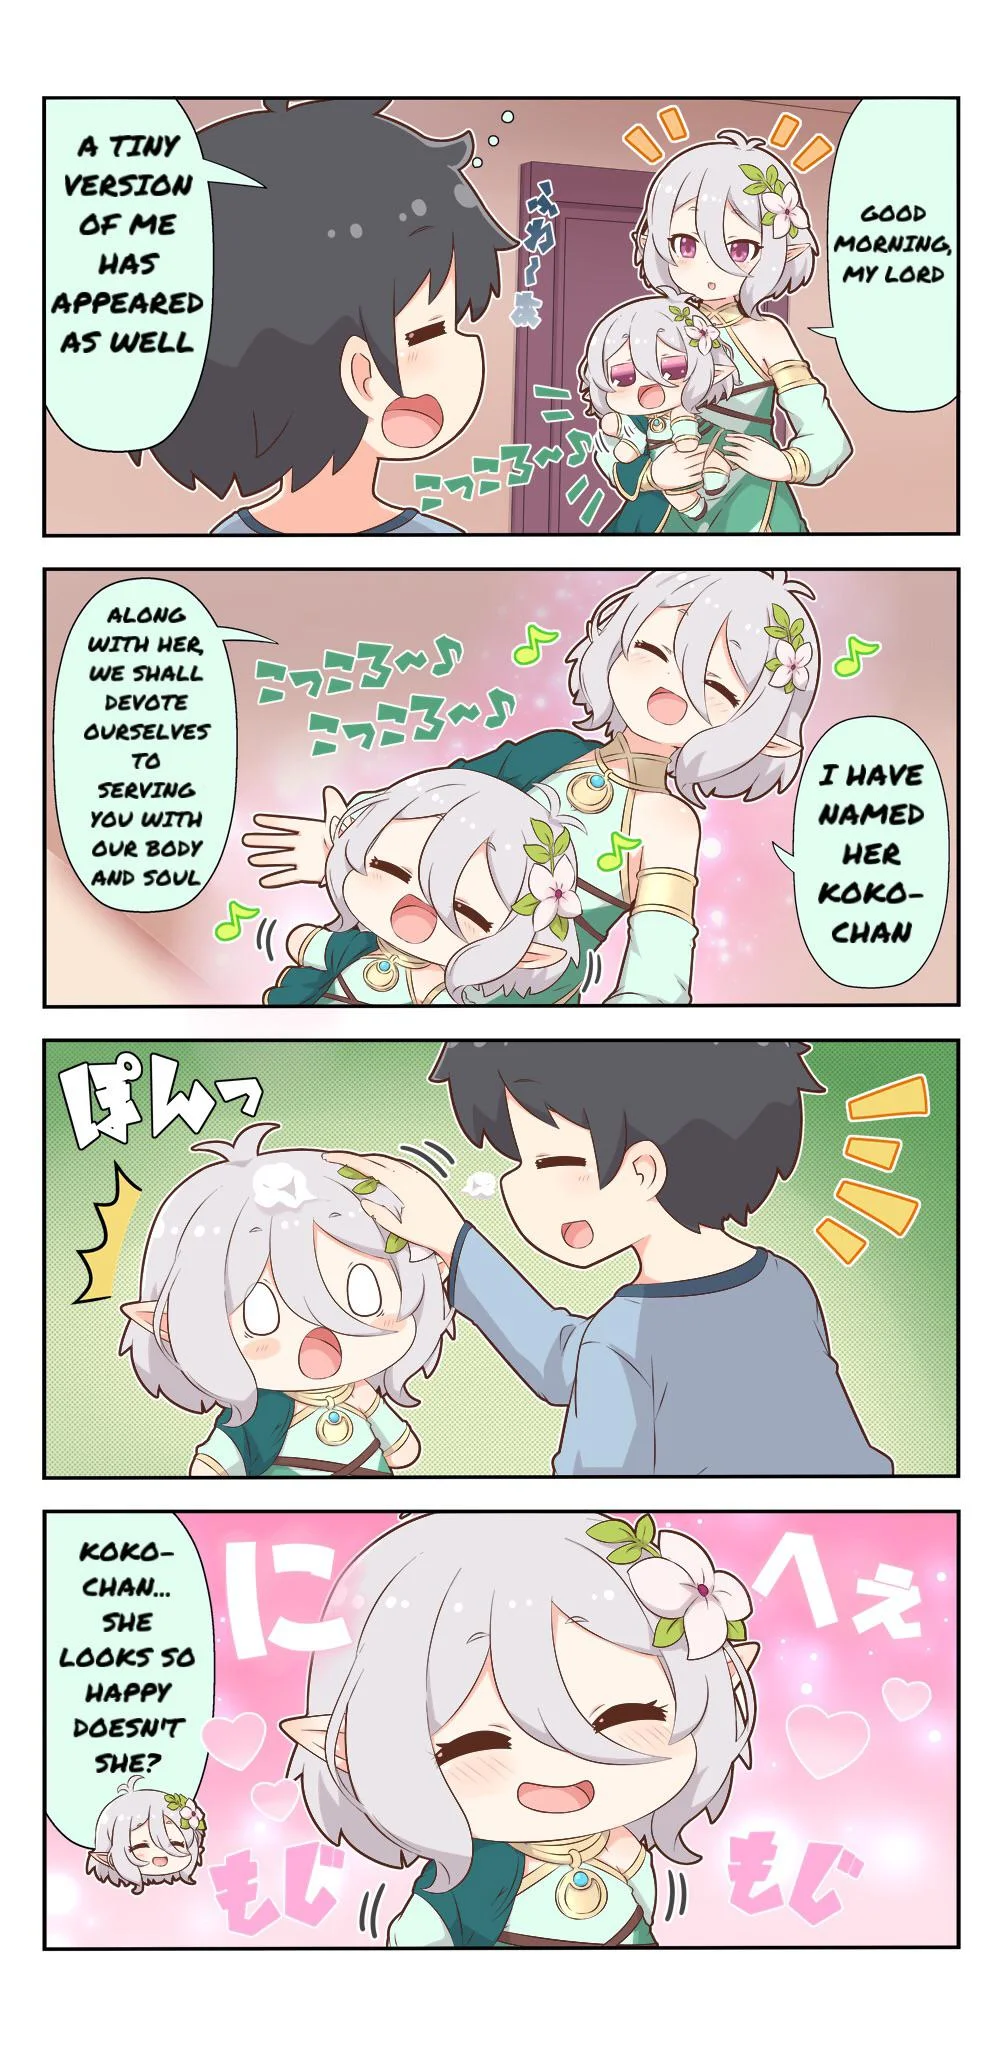 GOOD
MORNING,
MY LORD
A TINY
VERSION
OF ME
HAS
APPEARED
AS WELL
ふわ〜ぁ
こっころ〜♪
I HAVE
NAMED
HER
KOKO-
CHAN
ALONG
WITH HER,
WE SHALL
DEVOTE
OURSELVES
TO
SERVING
YOU WITH
OUR BODY
AND SOUL
こっころ〜♪
こっころ〜♪
ぽんっ
にへぇ
KOKO-
CHAN...
SHE
LOOKS SO
HAPPY
DOESN'T
SHE?
もじ
もじ